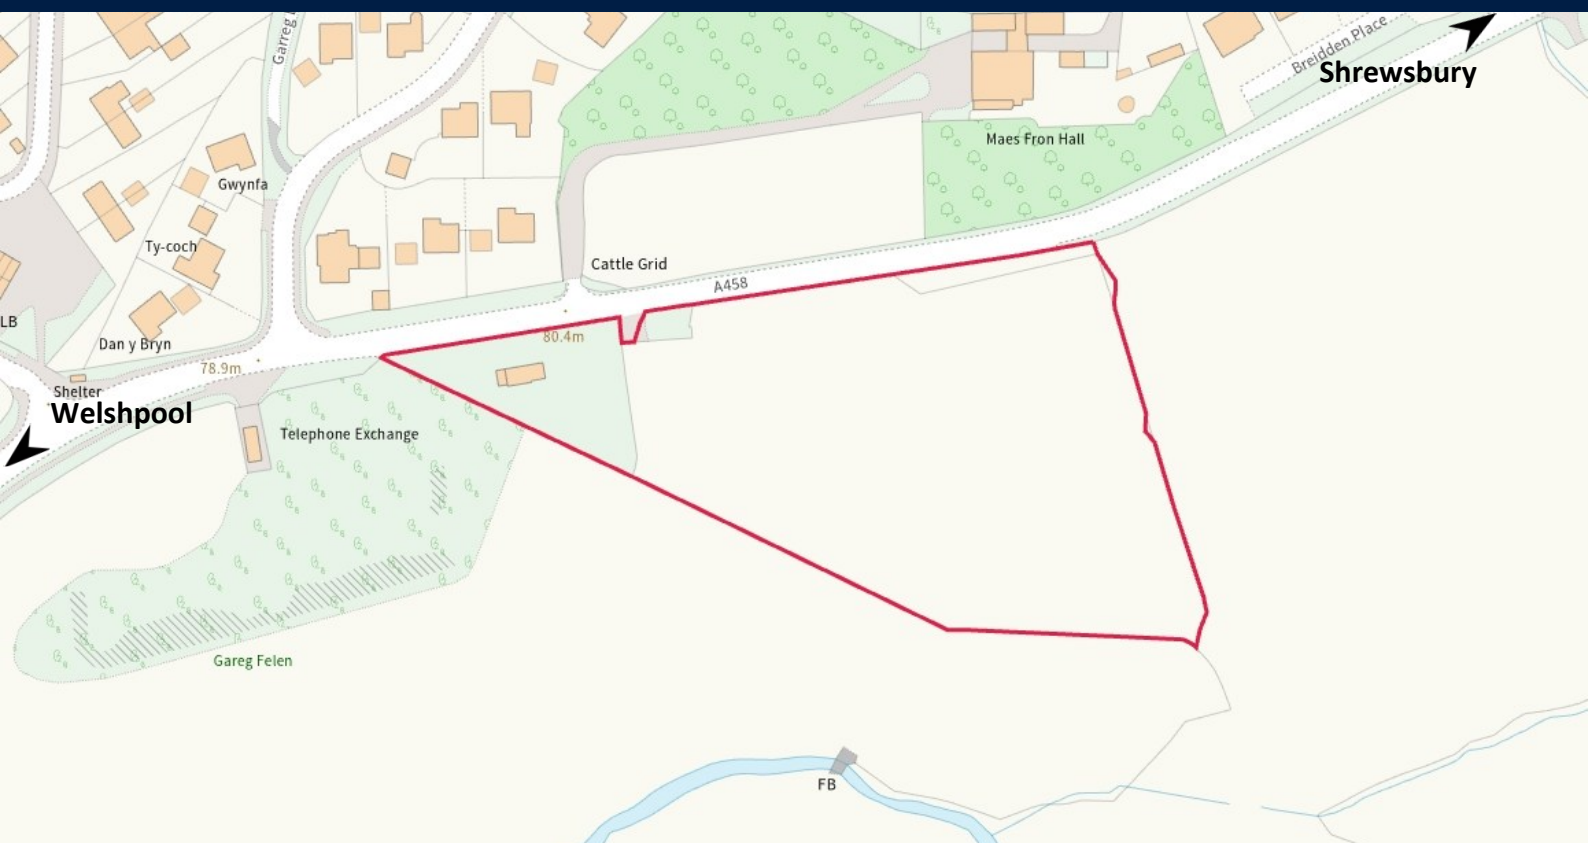 Garreg
Breidden Place
Shrewsbury
Maes Fron Hall
Gwynfa
Ty-coch
Cattle Grid
A458
LB
Dan y Bryn
80.4m
78.9m
Shelter
Welshpool
Telephone Exchange
Gareg Felen
FB